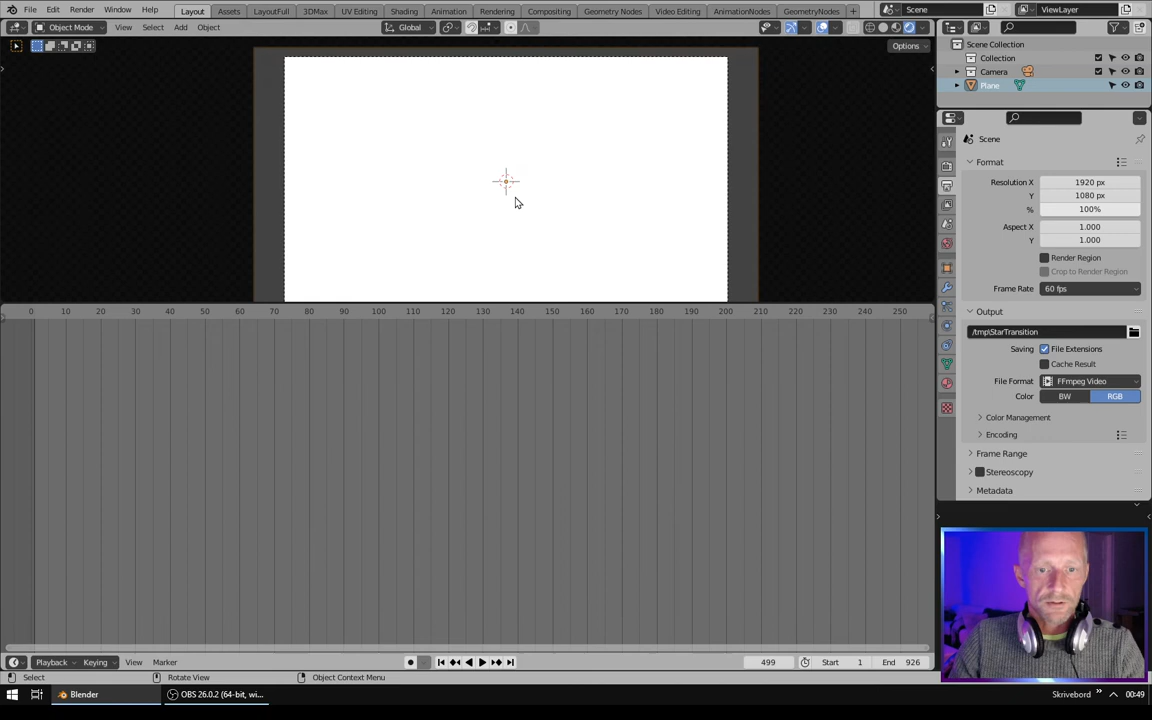 File Edit Render Window Help Layout Assets LayoutFull 3DMax UV Editing Shading Animation Rendering Compositing Geometry Nodes Video Editing AnimationNodes GeometryNodes + Scene ViewLayer
Object Mode View Select Add Object Global
Options
Scene Collection
Collection
Camera
Plane
Scene
Format
Resolution X 1920 px
Y 1080 px
% 100%
Aspect X 1.000
Y 1.000
Render Region
Crop to Render Region
Frame Rate 60 fps
0 10 20 30 40 50 60 70 80 90 100 110 120 130 140 150 160 170 180 190 200 210 220 230 240 250
Output
/tmp\StarTransition
Saving File Extensions
Cache Result
File Format FFmpeg Video
Color BW RGB
Color Management
Encoding
Frame Range
Stereoscopy
Metadata
Playback Keying View Marker 499 Start 1 End 926
Select Rotate View Object Context Menu
Blender OBS 26.0.2 (64-bit, wi... Skrivebord 00:49